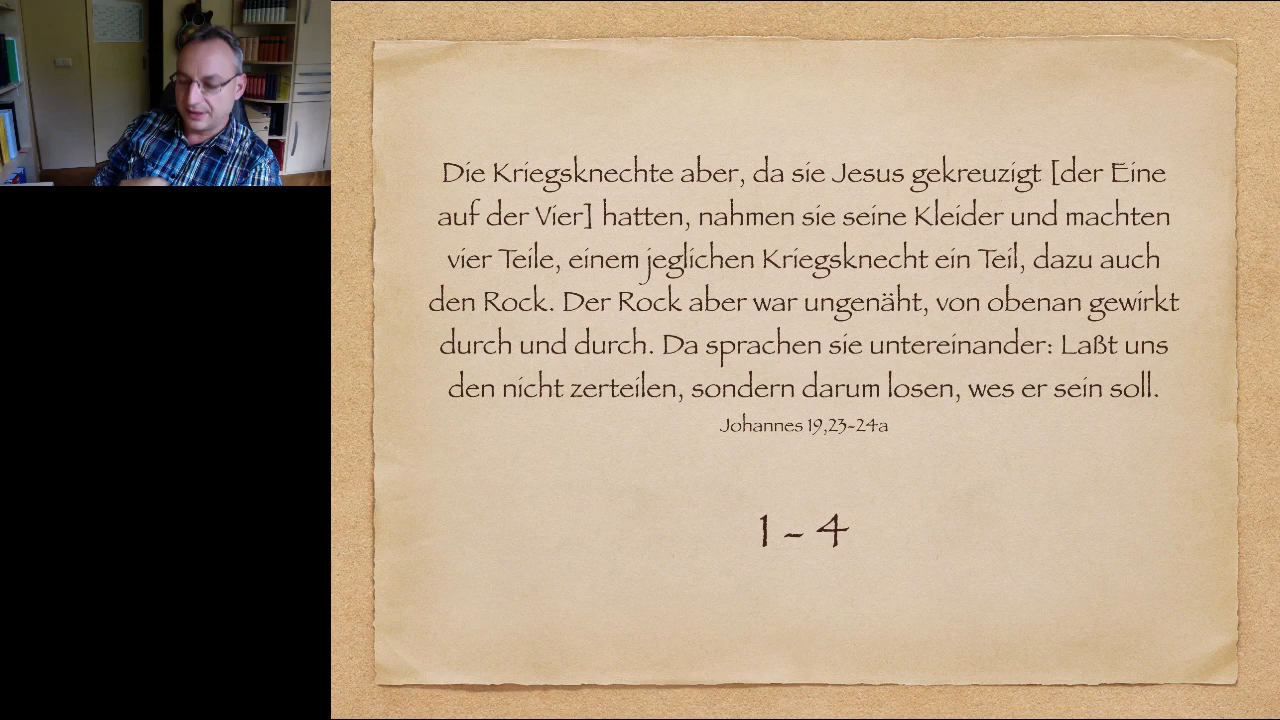 Die Kriegsknechte aber, da sie Jesus gekreuzigt [der Eine
auf der Vier] hatten, nahmen sie seine Kleider und machten
vier Teile, einem jeglichen Kriegsknecht ein Teil, dazu auch
den Rock. Der Rock aber war ungenäht, von obenan gewirkt
durch und durch. Da sprachen sie untereinander: Laßt uns
den nicht zerteilen, sondern darum losen, wes er sein soll.
Johannes 19,23-24a
1 - 4